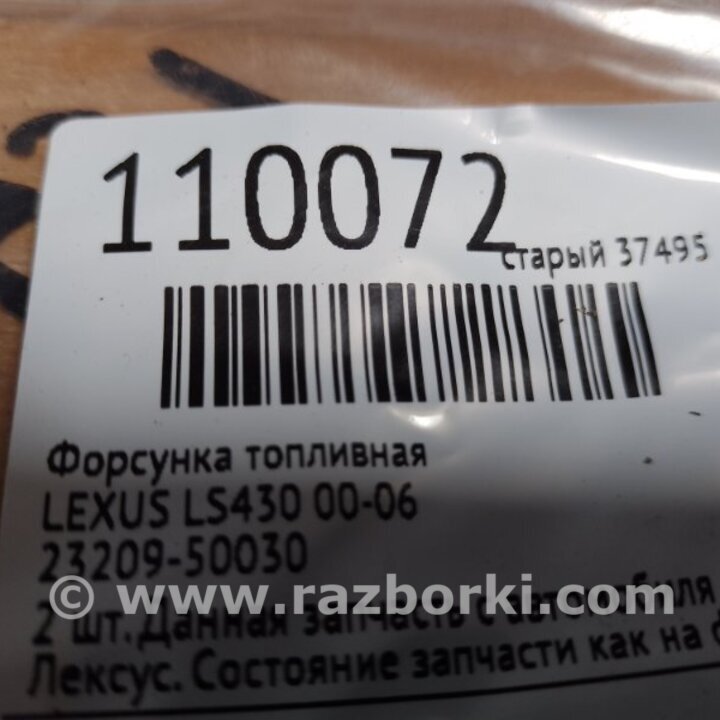 110072
старый 37495
Форсунка топливная
LEXUS LS430 00-06
23209-50030
© www.razborki.com
2 шт. Данная запчасть с автомобиля
Лексус. Состояние запчасти как на